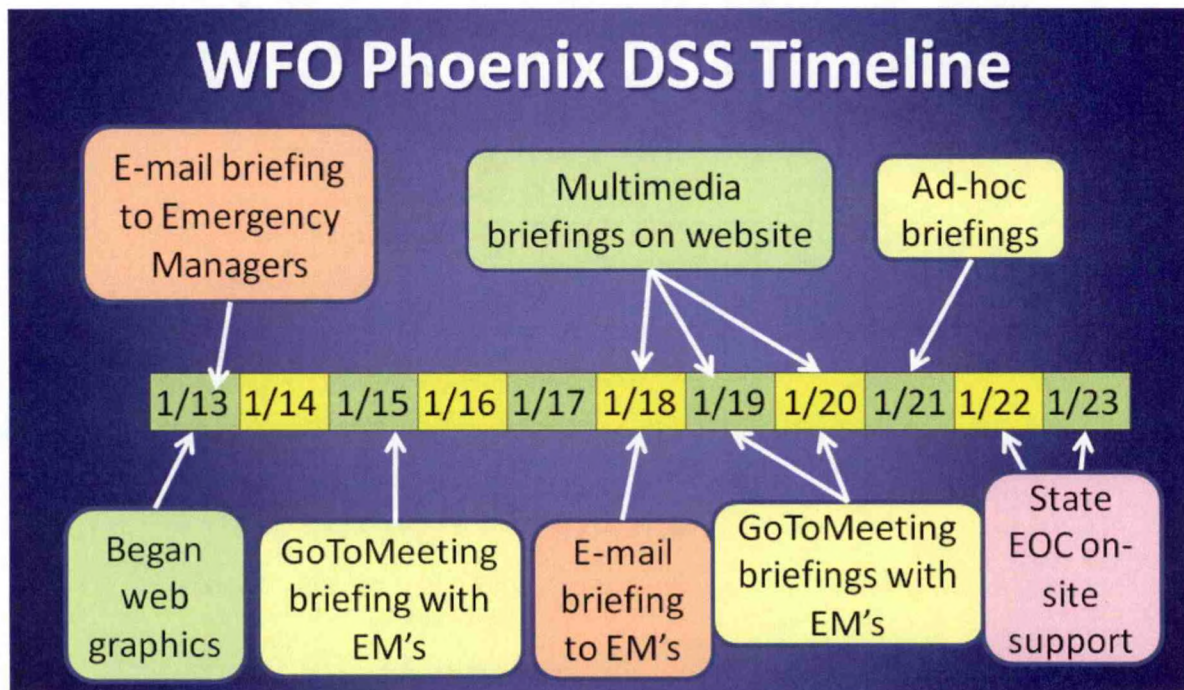 WFO Phoenix DSS Timeline
E-mail briefing
to Emergency
Managers
Multimedia
briefings on website
Ad-hoc
briefings
1/13 1/14 1/15 1/16 1/17 1/18 1/19 1/20 1/21 1/22 1/23
Began
web
graphics
GoToMeeting
briefing with
EM's
E-mail
briefing
to EM's
GoToMeeting
briefings with
EM's
State
EOC on-
site
support